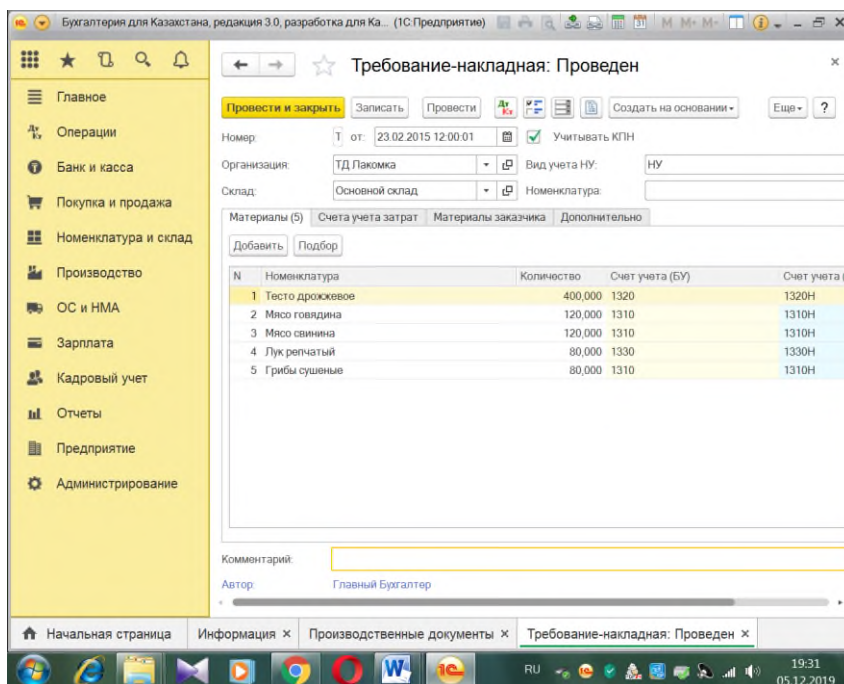 Бухгалтерия для Казахстана, редакция 3.0, разработка для Ка... (1С:Предприятие) M M+ M-
Требование-накладная: Проведен
Главное
Операции
Банк и касса
Покупка и продажа
Номенклатура и склад
Производство
ОС и НМА
Зарплата
Кадровый учет
Отчеты
Предприятие
Администрирование
Провести и закрыть Записать Провести Создать на основании Еще ?
Номер: Т от: 23.02.2015 12:00:01 Учитывать КПН
Организация: ТД Лакомка Вид учета НУ: НУ
Склад: Основной склад Номенклатура:
Материалы (5) Счета учета затрат Материалы заказчика Дополнительно
Добавить Подбор
N Номенклатура Количество Счет учета (БУ) Счет учета (
1 Тесто дрожжевое 400,000 1320 1320Н
2 Мясо говядина 120,000 1310 1310Н
3 Мясо свинина 120,000 1310 1310Н
4 Лук репчатый 80,000 1330 1330Н
5 Грибы сушеные 80,000 1310 1310Н
Комментарий:
Автор: Главный Бухгалтер
Начальная страница Информация × Производственные документы × Требование-накладная: Проведен ×
RU 19:31
05.12.2019